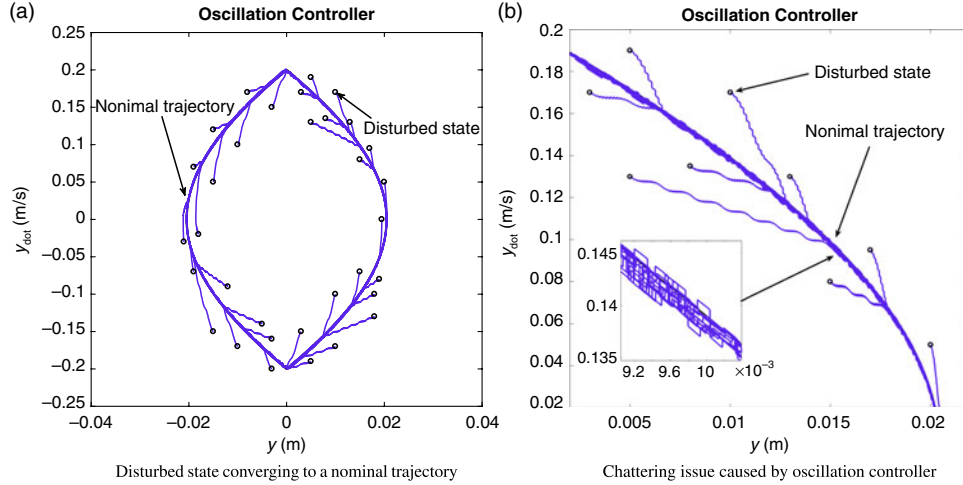 (a)
Oscillation Controller
0.25
0.2
0.15
0.1
0.05
0
−0.05
−0.1
−0.15
−0.2
−0.25
−0.04
−0.02
0
0.02
0.04
y_dot (m/s)
y (m)
Nonimal trajectory
Disturbed state
Disturbed state converging to a nominal trajectory
(b)
Oscillation Controller
0.2
0.18
0.16
0.14
0.12
0.1
0.08
0.06
0.04
0.02
0.005
0.01
0.015
0.02
y_dot (m/s)
y (m)
Disturbed state
Nonimal trajectory
0.145
0.14
0.135
9.2
9.6
10
×10⁻³
Chattering issue caused by oscillation controller